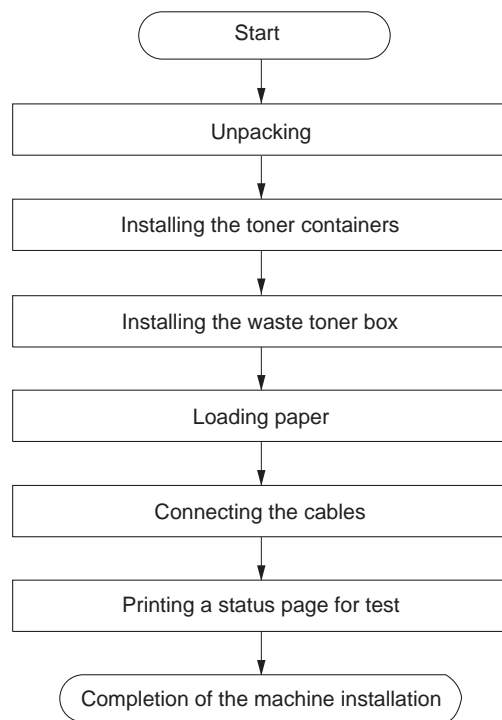 Start
Unpacking
Installing the toner containers
Installing the waste toner box
Loading paper
Connecting the cables
Printing a status page for test
Completion of the machine installation